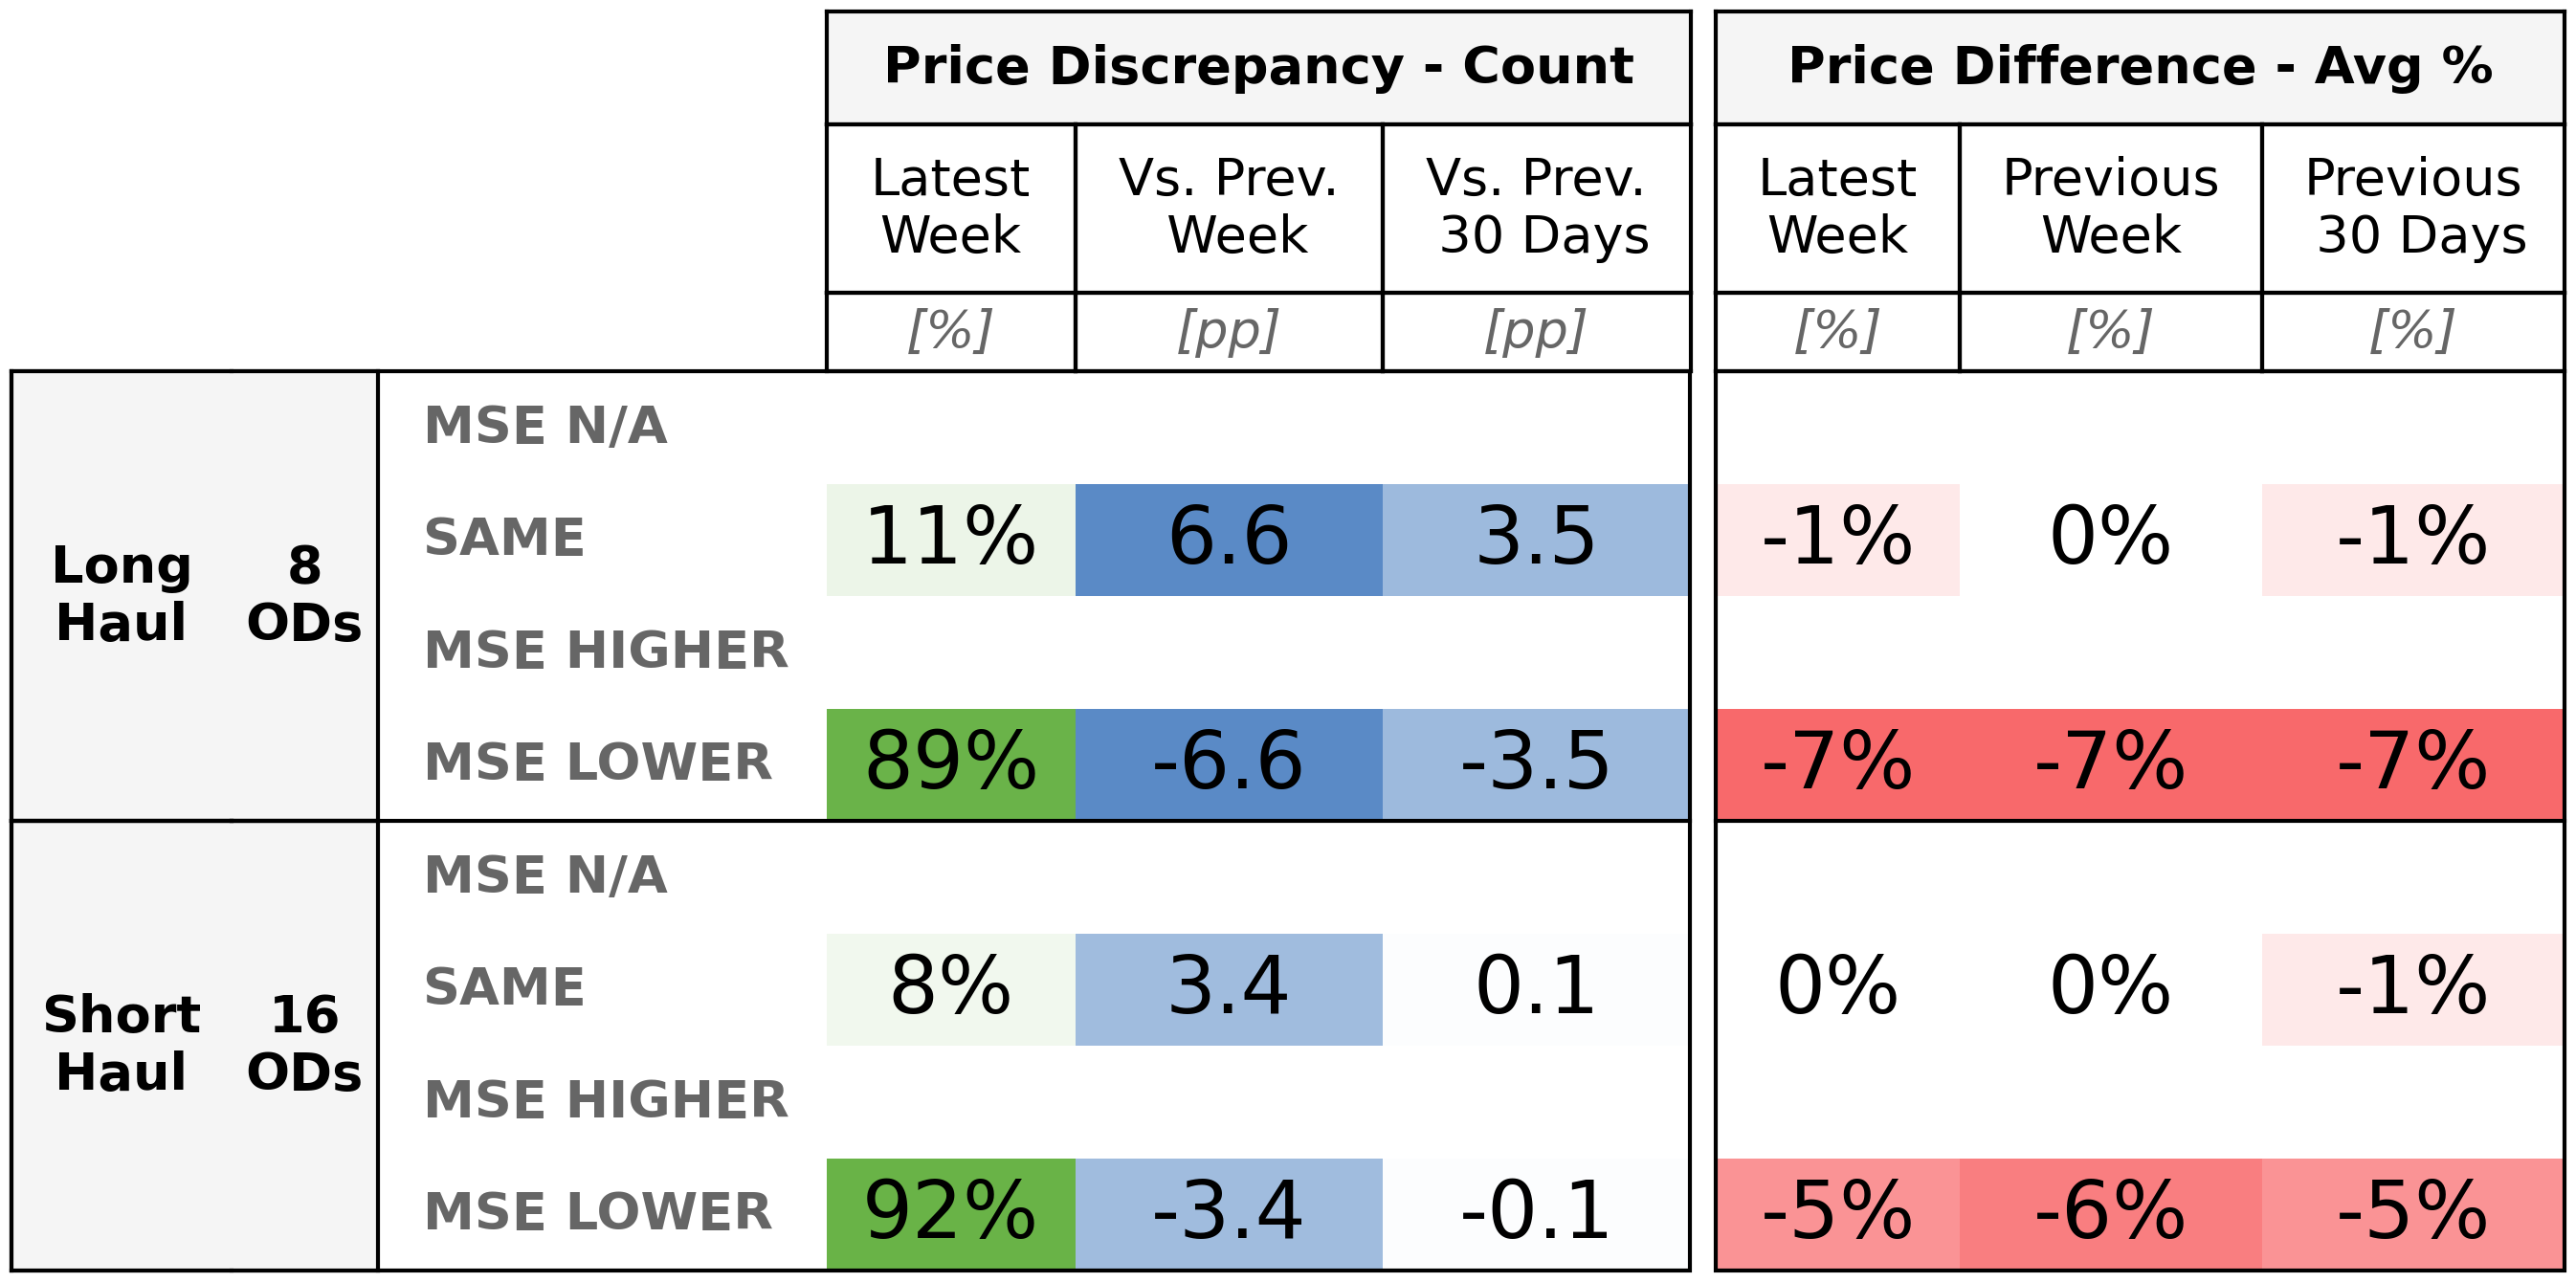 Price Discrepancy - Count Price Difference - Avg %
Latest Week Vs. Prev. Week Vs. Prev. 30 Days Latest Week Previous Week Previous 30 Days
[%] [pp] [pp] [%] [%] [%]
Long Haul 8 ODs
MSE N/A
SAME 11% 6.6 3.5 -1% 0% -1%
MSE HIGHER
MSE LOWER 89% -6.6 -3.5 -7% -7% -7%
Short Haul 16 ODs
MSE N/A
SAME 8% 3.4 0.1 0% 0% -1%
MSE HIGHER
MSE LOWER 92% -3.4 -0.1 -5% -6% -5%